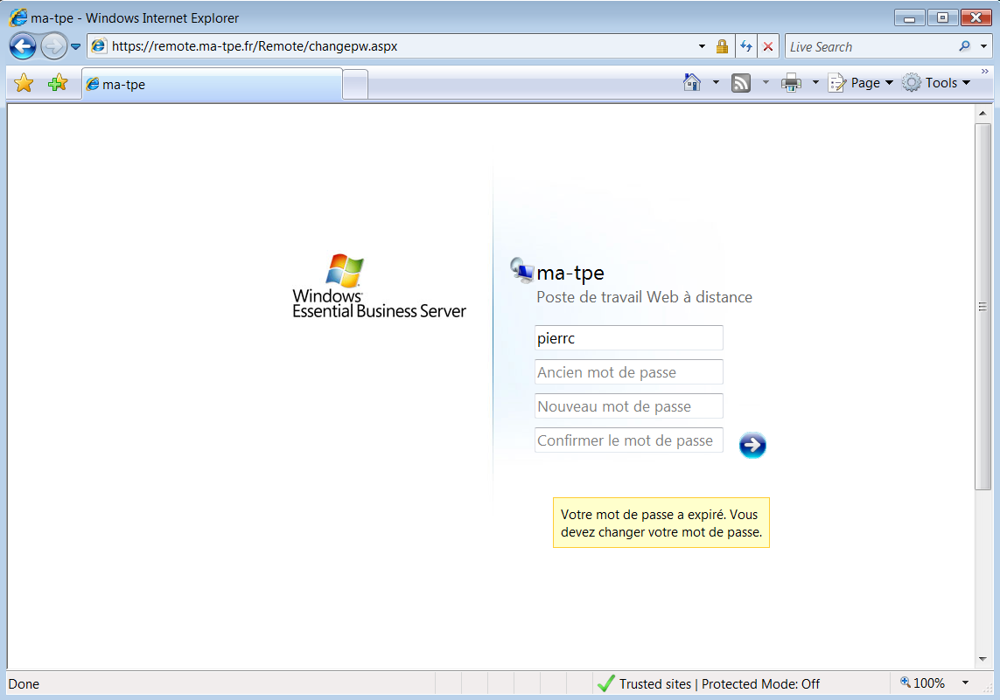 ma-tpe - Windows Internet Explorer
https://remote.ma-tpe.fr/Remote/changepw.aspx
Live Search
ma-tpe
Page
Tools
Windows
Essential Business Server
ma-tpe
Poste de travail Web à distance
pierrc
Ancien mot de passe
Nouveau mot de passe
Confirmer le mot de passe
Votre mot de passe a expiré. Vous
devez changer votre mot de passe.
Done
Trusted sites | Protected Mode: Off
100%